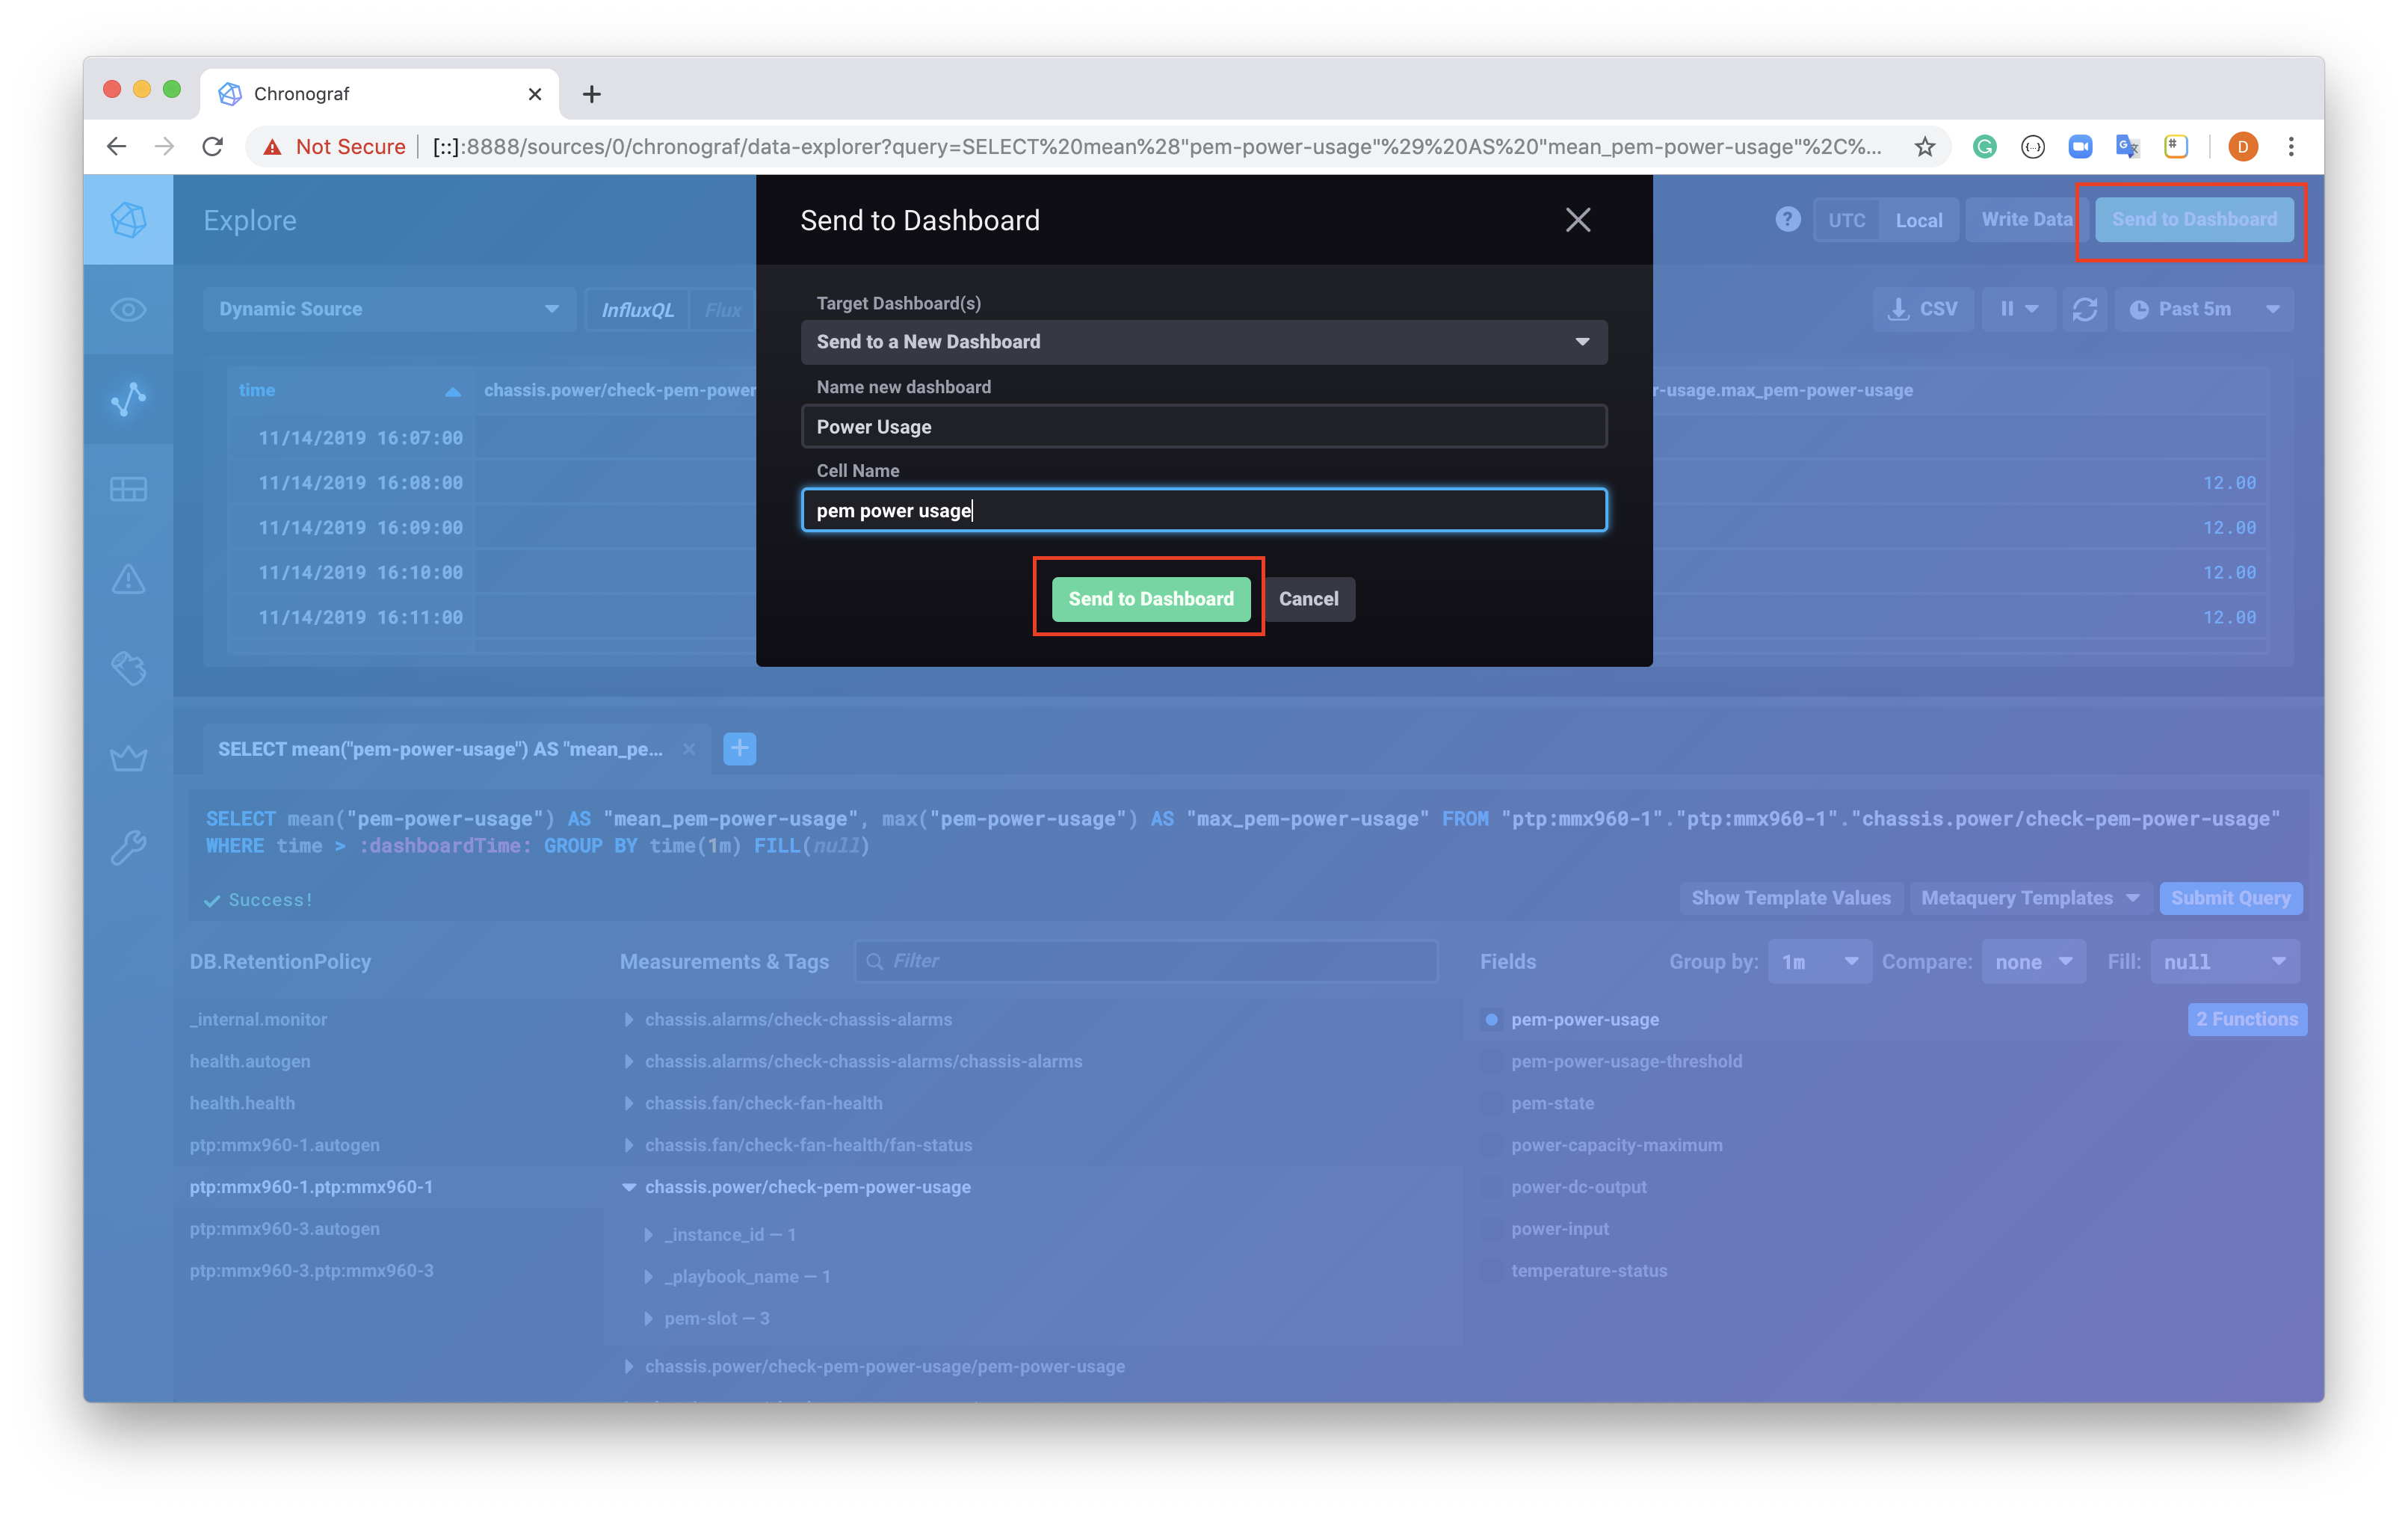 Chronograf
Not Secure [::]:8888/sources/0/chronograf/data-explorer?query=SELECT%20mean%28"pem-power-usage"%29%20AS%20"mean_pem-power-usage"%2C%... D
Explore
Send to Dashboard
? UTC Local Write Data Send to Dashboard
Dynamic Source InfluxQL Flux
Target Dashboard(s)
Send to a New Dashboard
CSV Past 5m
Name new dashboard
Power Usage
Cell Name
pem power usage
Send to Dashboard Cancel
time chassis.power/check-pem-power r-usage.max_pem-power-usage
11/14/2019 16:07:00
11/14/2019 16:08:00 12.00
11/14/2019 16:09:00 12.00
11/14/2019 16:10:00 12.00
11/14/2019 16:11:00 12.00
SELECT mean("pem-power-usage") AS "mean_pe...
SELECT mean("pem-power-usage") AS "mean_pem-power-usage", max("pem-power-usage") AS "max_pem-power-usage" FROM "ptp:mmx960-1"."ptp:mmx960-1"."chassis.power/check-pem-power-usage"
WHERE time > :dashboardTime: GROUP BY time(1m) FILL(null)
Success!
Show Template Values Metaquery Templates Submit Query
DB.RetentionPolicy Measurements & Tags Filter Fields Group by: 1m Compare: none Fill: null
_internal.monitor chassis.alarms/check-chassis-alarms pem-power-usage 2 Functions
health.autogen chassis.alarms/check-chassis-alarms/chassis-alarms pem-power-usage-threshold
health.health chassis.fan/check-fan-health pem-state
ptp:mmx960-1.autogen chassis.fan/check-fan-health/fan-status power-capacity-maximum
ptp:mmx960-1.ptp:mmx960-1 chassis.power/check-pem-power-usage power-dc-output
ptp:mmx960-3.autogen _instance_id — 1 power-input
ptp:mmx960-3.ptp:mmx960-3 _playbook_name — 1 temperature-status
pem-slot — 3
chassis.power/check-pem-power-usage/pem-power-usage